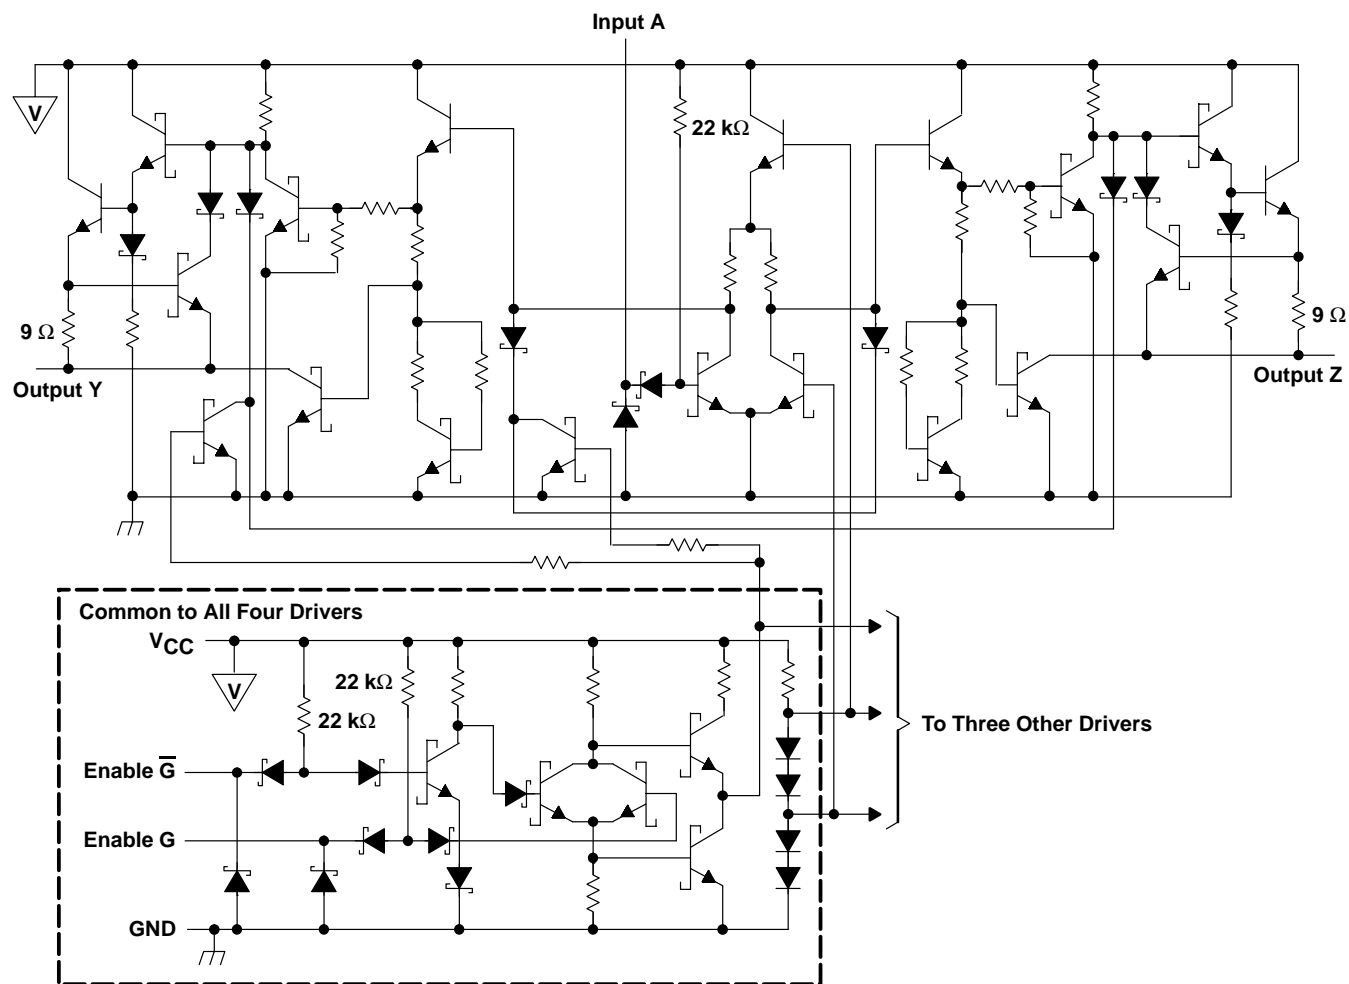 Input A
V
22 kΩ
9 Ω
9 Ω
Output Y
Output Z
Common to All Four Drivers
VCC
22 kΩ
V
22 kΩ
To Three Other Drivers
Enable G̅
Enable G
GND